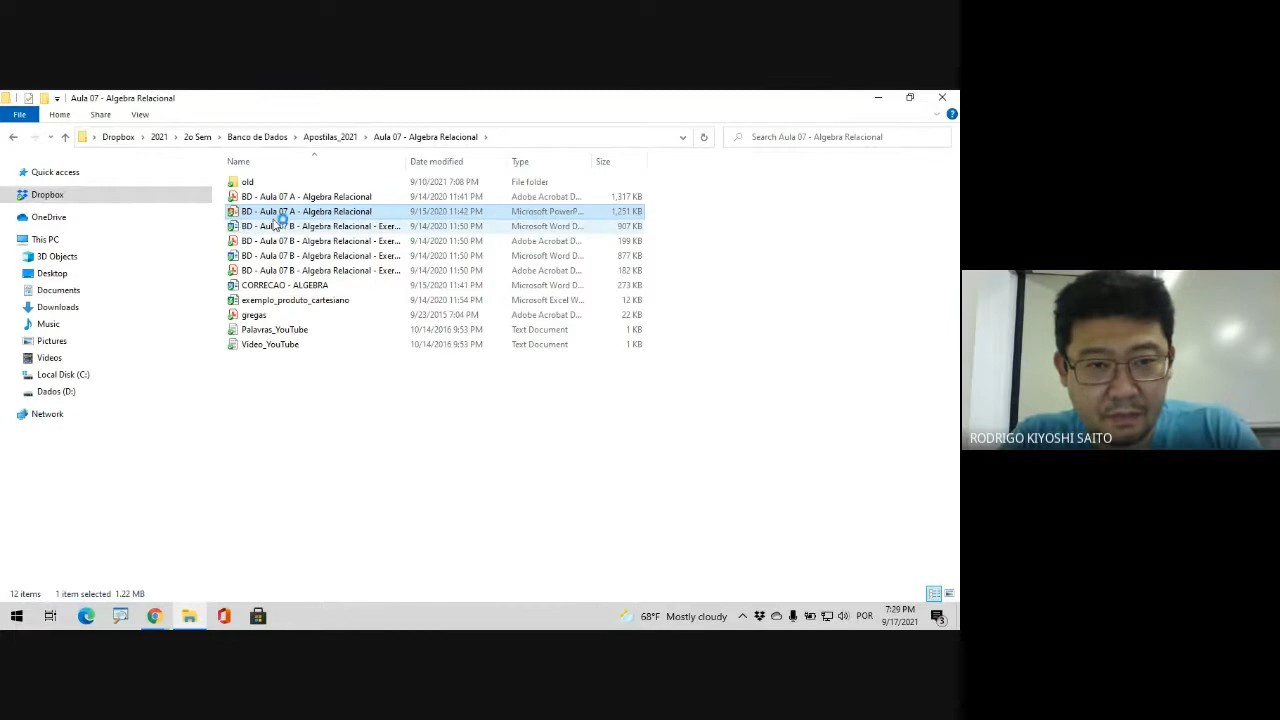 Aula 07 - Algebra Relacional
File Home Share View
Dropbox > 2021 > 2o Sem > Banco de Dados > Apostilas_2021 > Aula 07 - Algebra Relacional >
Search Aula 07 - Algebra Relacional
Name Date modified Type Size
Quick access
Dropbox
OneDrive
This PC
3D Objects
Desktop
Documents
Downloads
Music
Pictures
Videos
Local Disk (C:)
Dados (D:)
Network
old 9/10/2021 7:08 PM File folder
BD - Aula 07 A - Algebra Relacional 9/14/2020 11:41 PM Adobe Acrobat D... 1,317 KB
BD - Aula 07 A - Algebra Relacional 9/15/2020 11:42 PM Microsoft PowerP... 1,251 KB
BD - Aula 07 B - Algebra Relacional - Exer... 9/14/2020 11:50 PM Microsoft Word D... 907 KB
BD - Aula 07 B - Algebra Relacional - Exer... 9/14/2020 11:50 PM Adobe Acrobat D... 199 KB
BD - Aula 07 B - Algebra Relacional - Exer... 9/14/2020 11:50 PM Microsoft Word D... 877 KB
BD - Aula 07 B - Algebra Relacional - Exer... 9/14/2020 11:50 PM Adobe Acrobat D... 182 KB
CORRECAO - ALGEBRA 9/15/2020 11:41 PM Microsoft Word D... 273 KB
exemplo_produto_cartesiano 9/14/2020 11:54 PM Microsoft Excel W... 12 KB
gregas 9/23/2015 7:04 PM Adobe Acrobat D... 22 KB
Palavras_YouTube 10/14/2016 9:53 PM Text Document 1 KB
Video_YouTube 10/14/2016 9:53 PM Text Document 1 KB
RODRIGO KIYOSHI SAITO
12 items 1 item selected 1.22 MB
68°F Mostly cloudy POR 7:29 PM
9/17/2021 3